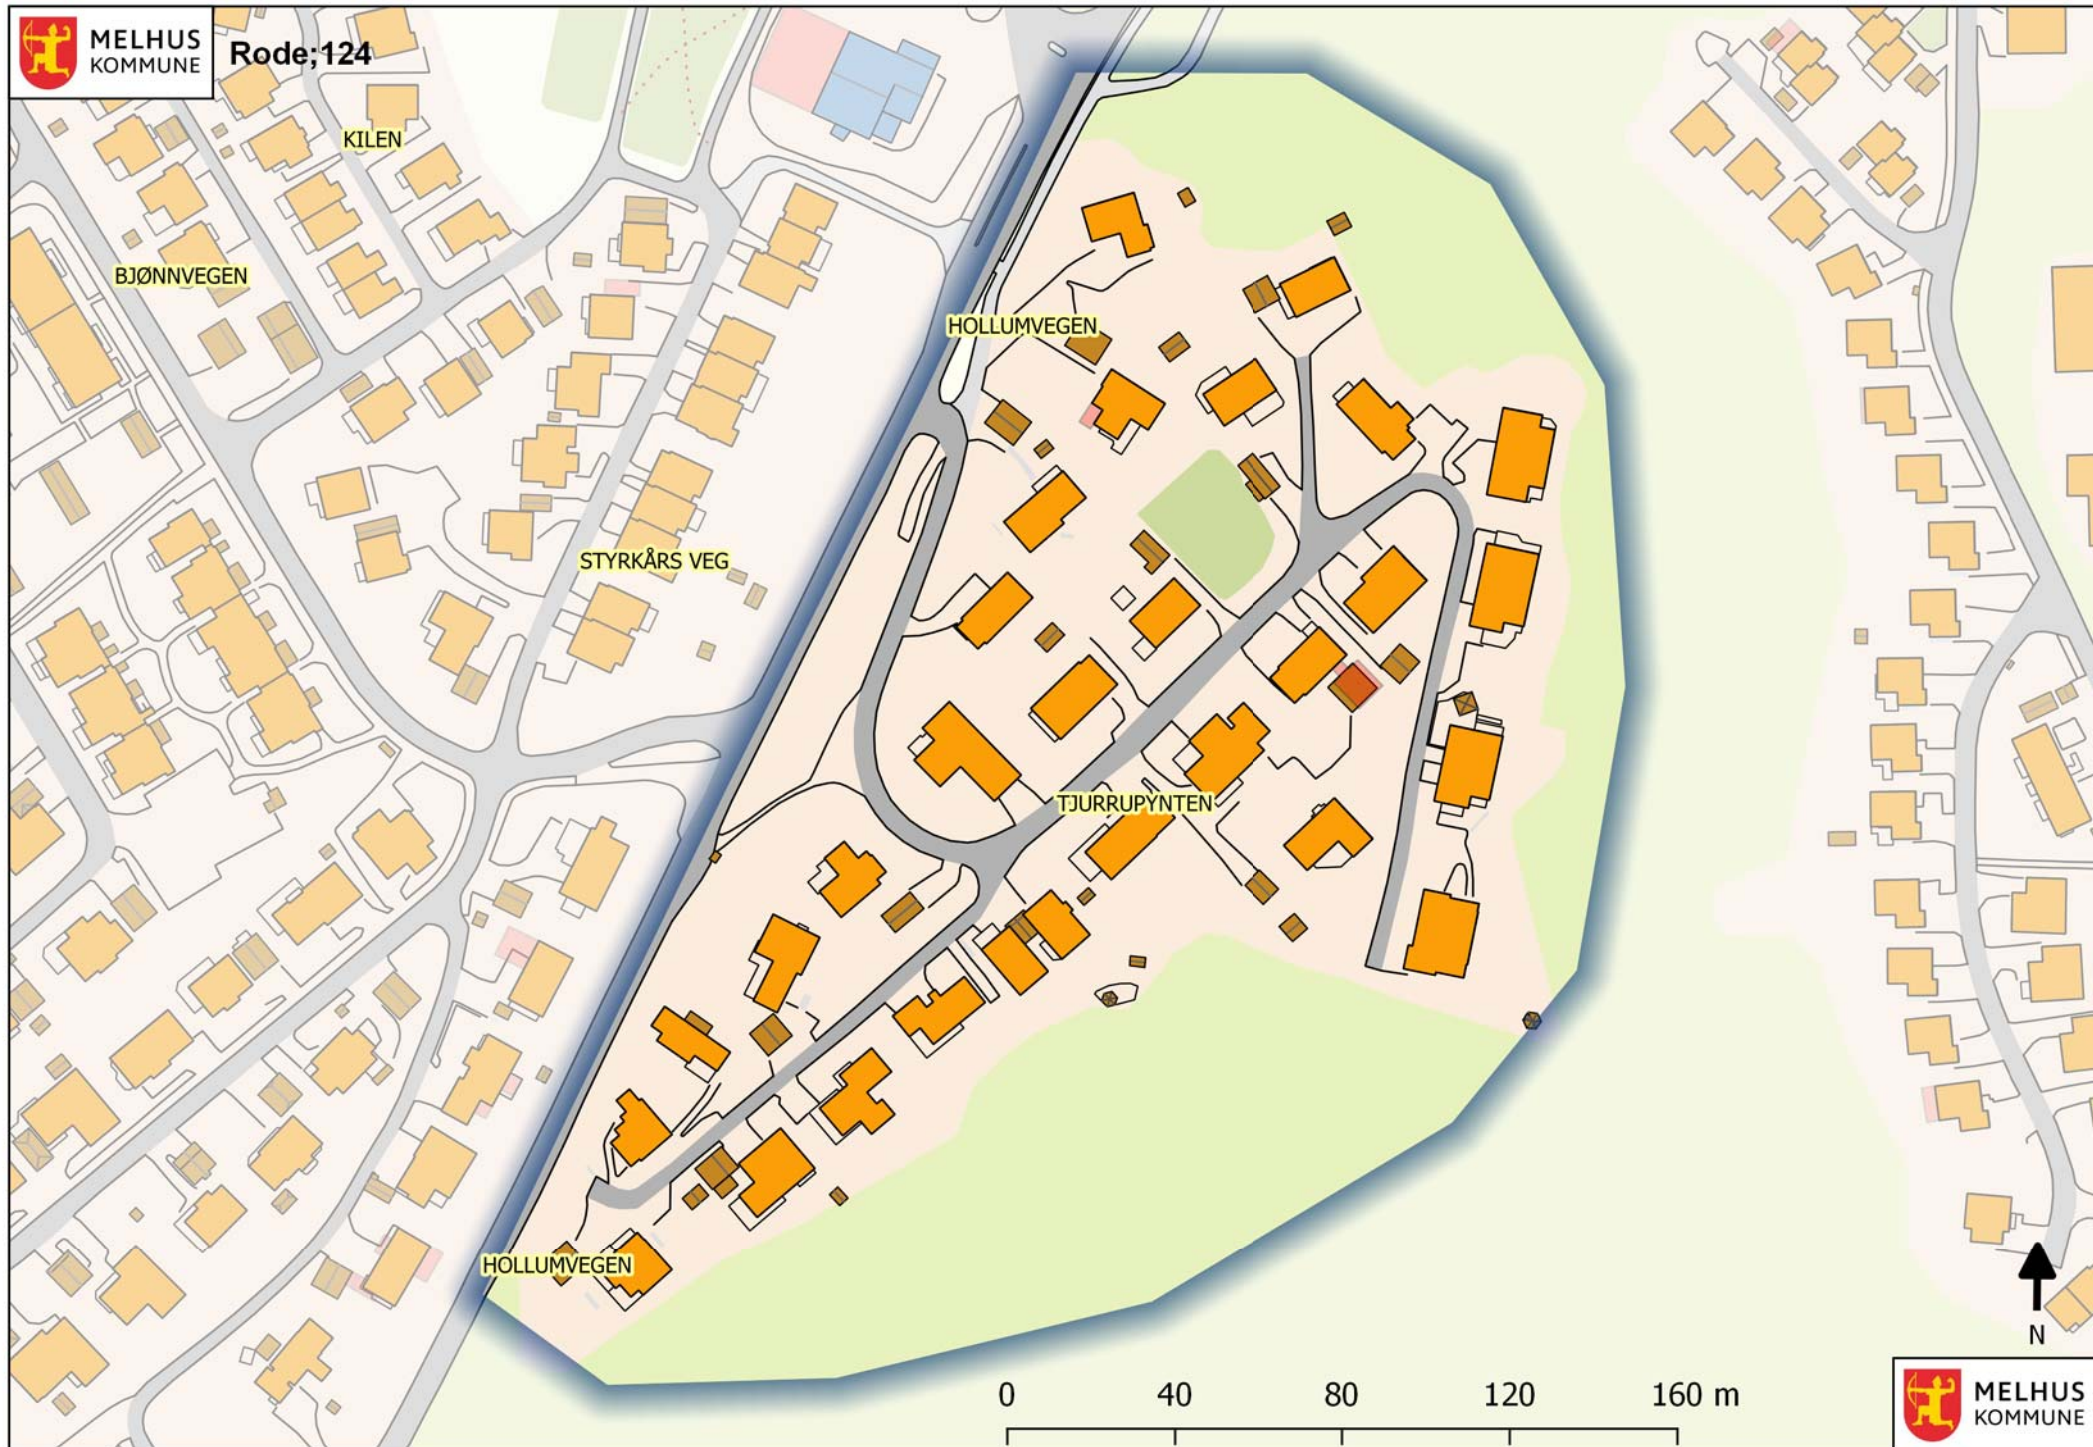 MELHUS
KOMMUNE
Rode;124
KILEN
BJØNNVEGEN
HOLLUMVEGEN
STYRKÅRS VEG
TJURRUPYNTEN
HOLLUMVEGEN
N
0 40 80 120 160 m
MELHUS
KOMMUNE